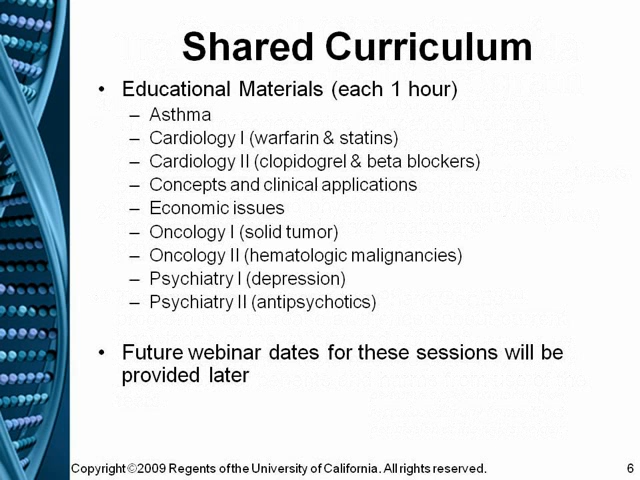 Shared Curriculum
• Educational Materials (each 1 hour)
– Asthma
– Cardiology I (warfarin & statins)
– Cardiology II (clopidogrel & beta blockers)
– Concepts and clinical applications
– Economic issues
– Oncology I (solid tumor)
– Oncology II (hematologic malignancies)
– Psychiatry I (depression)
– Psychiatry II (antipsychotics)
• Future webinar dates for these sessions will be
provided later
Copyright ©2009 Regents of the University of California. All rights reserved. 6